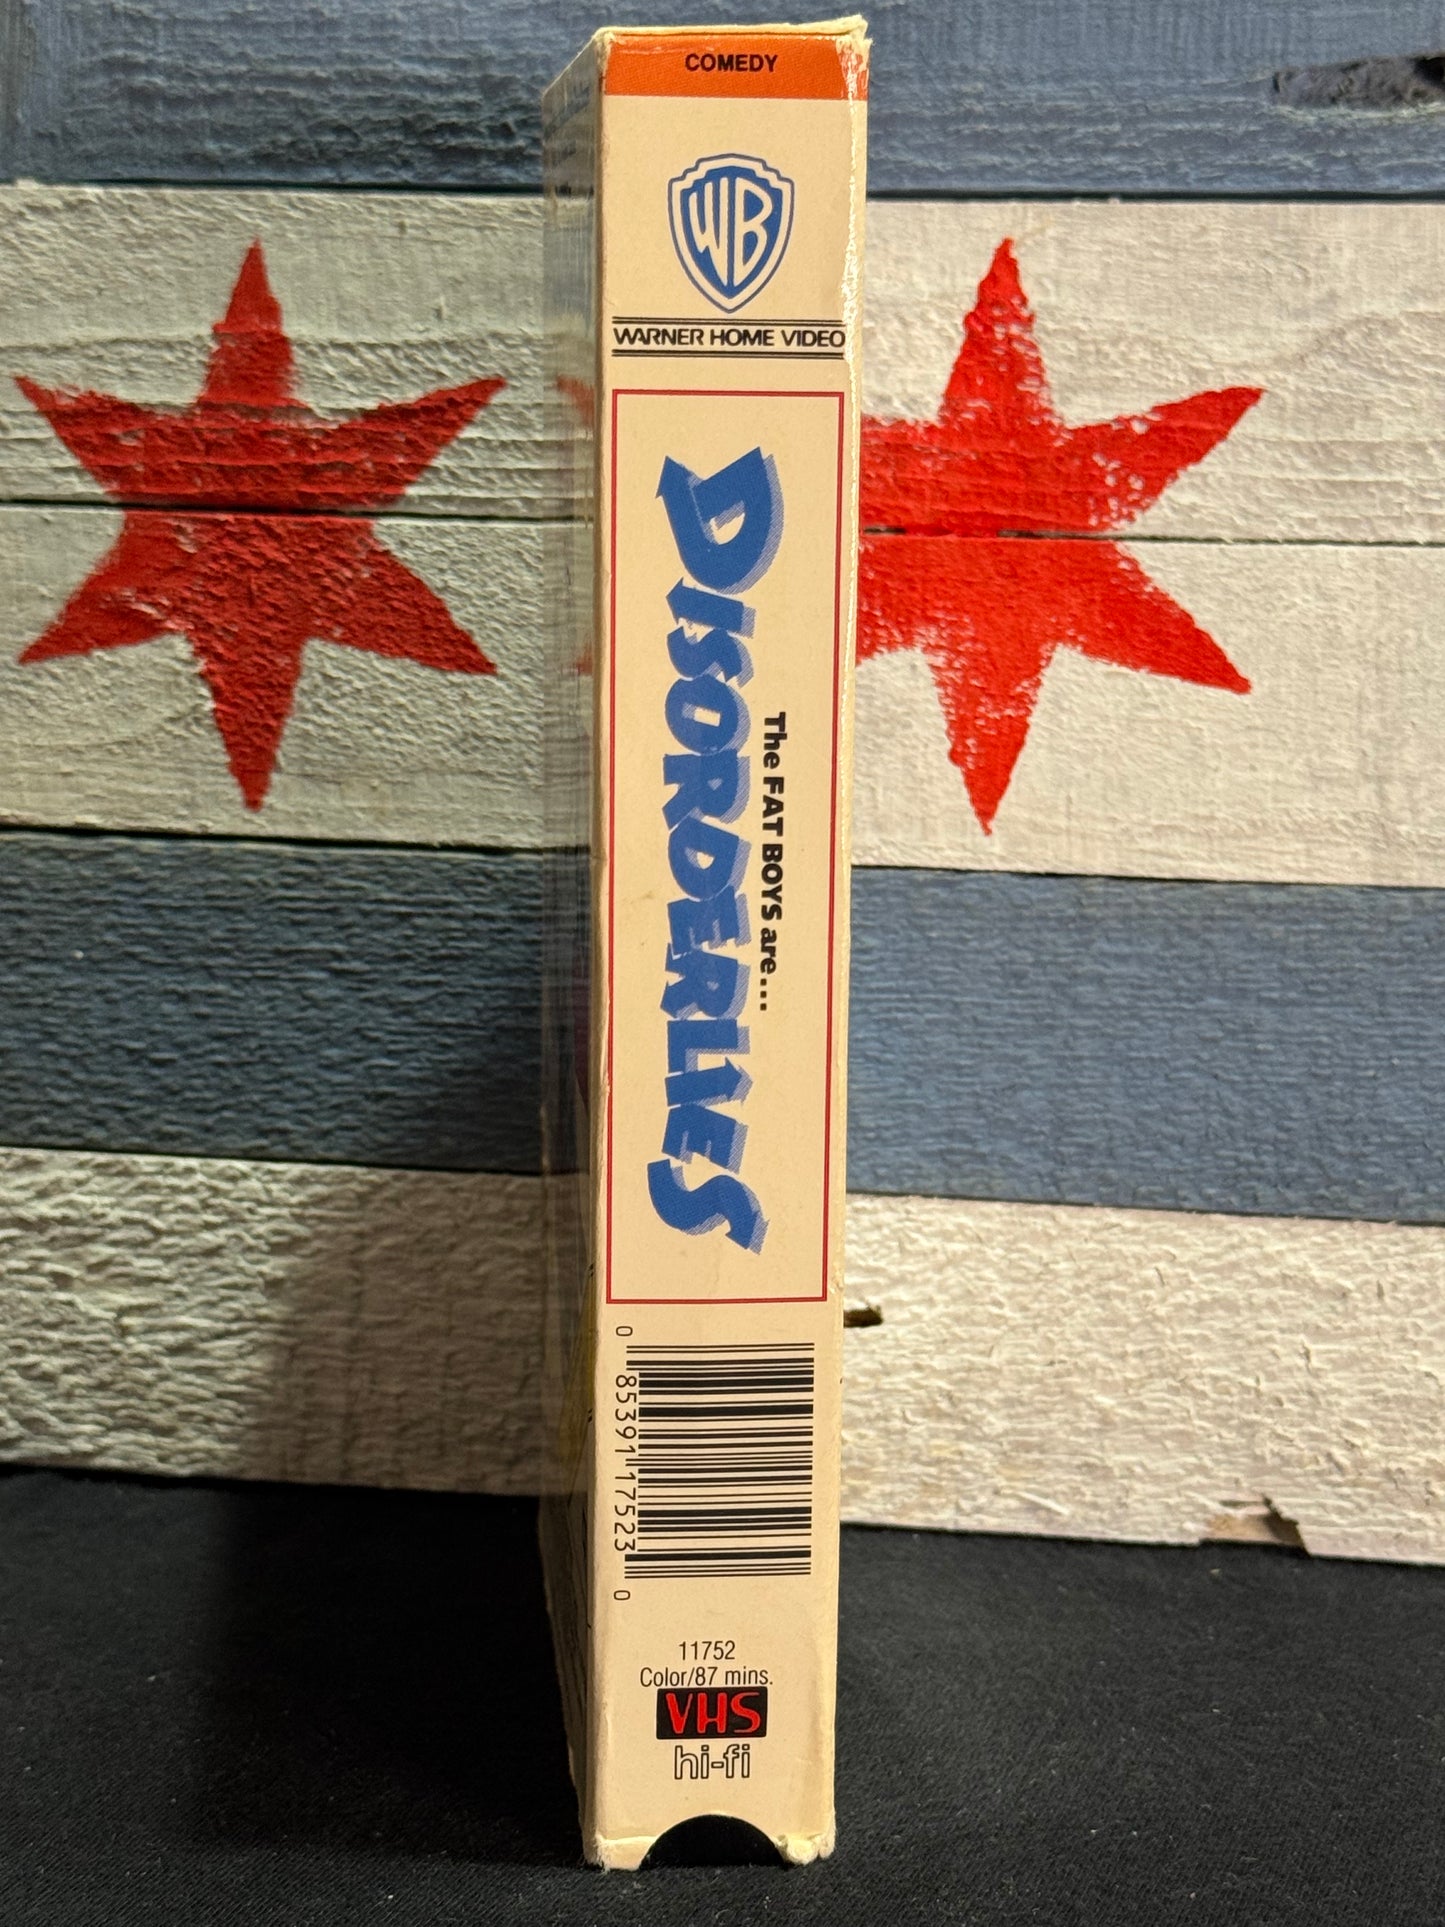 COMEDY
WB
WARNER HOME VIDEO
The FAT BOYS are...
DISORDERLIES
0 85391 17523 0
11752
Color/87 mins.
VHS
hi-fi